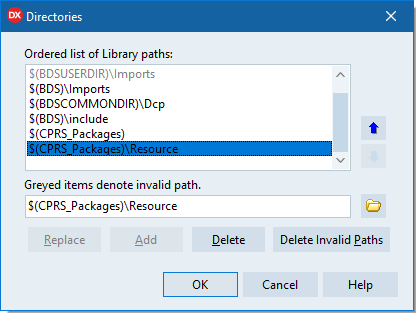 DX Directories
Ordered list of Library paths:
$(BDSUSERDIR)\Imports
$(BDS)\Imports
$(BDSCOMMONDIR)\Dcp
$(BDS)\include
$(CPRS_Packages)
$(CPRS_Packages)\Resource
Greyed items denote invalid path.
$(CPRS_Packages)\Resource
Replace Add Delete Delete Invalid Paths
OK Cancel Help